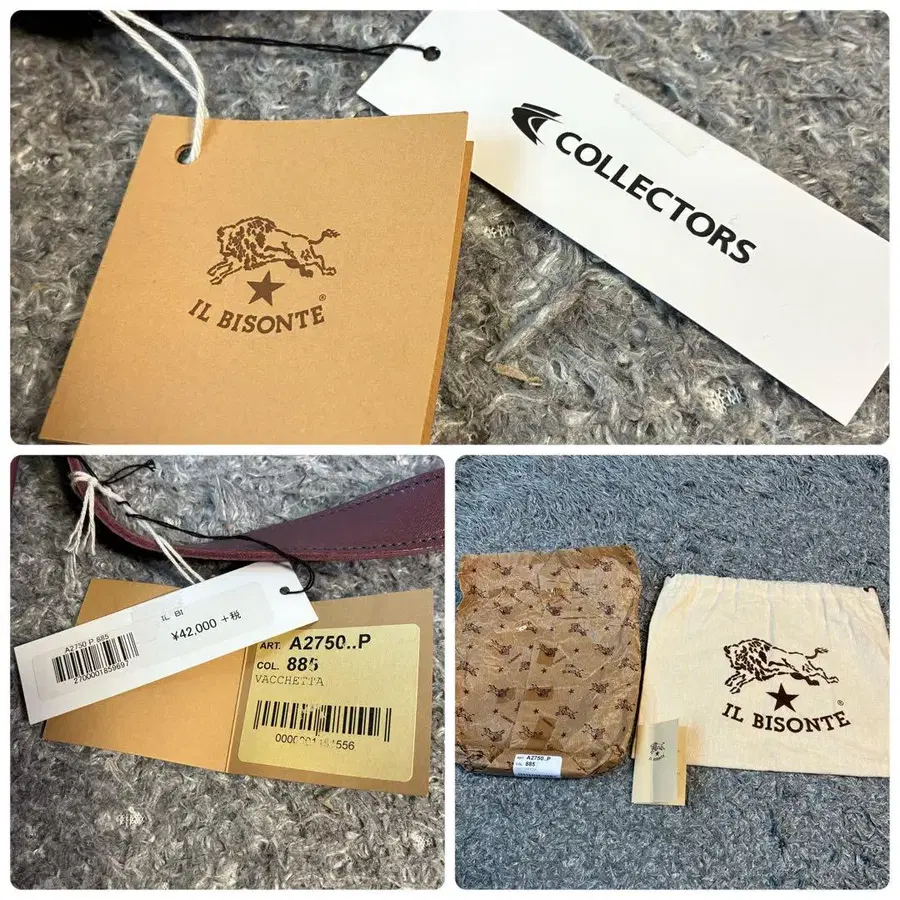 IL BISONTE®
COLLECTORS
IL BI
¥42,000 +税
A2750 P 885
2700001859697
ART. A2750..P
COL. 885
VACCHETTA
ART. A2750..P
COL. 885
IL BISONTE®